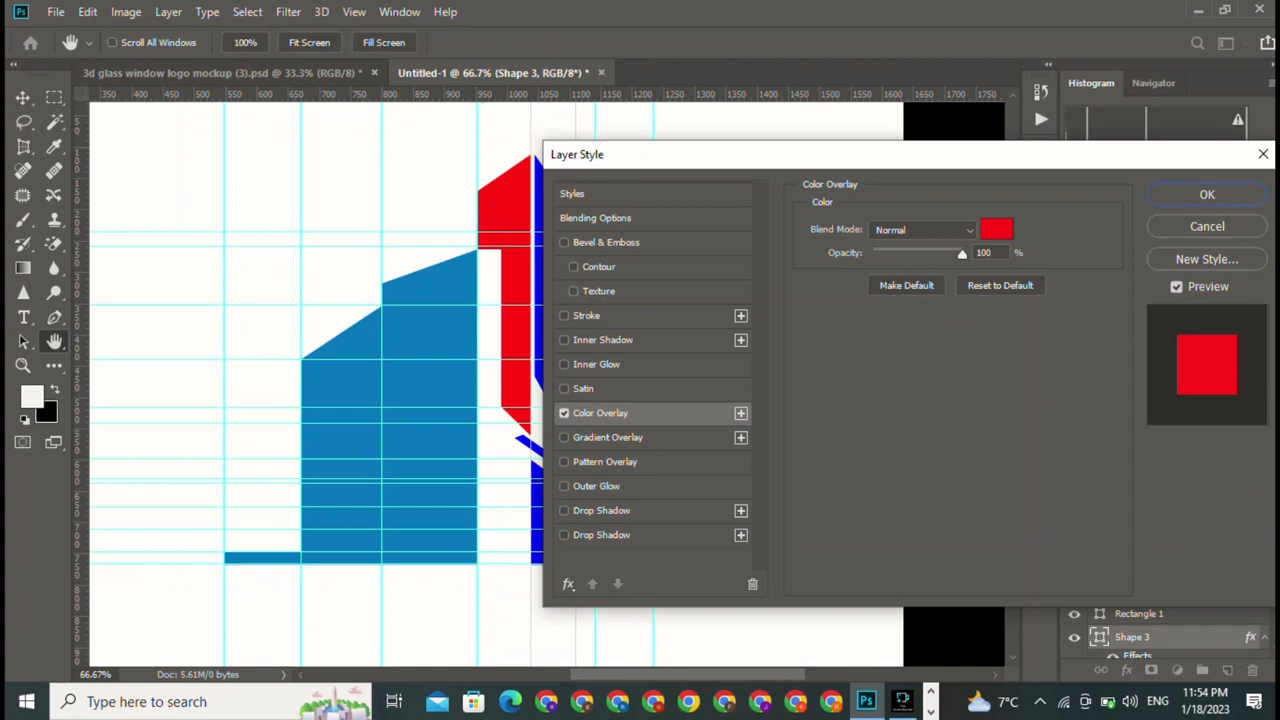 Ps File Edit Image Layer Type Select Filter 3D View Window Help
Scroll All Windows 100% Fit Screen Fill Screen
3d glass window logo mockup (3).psd @ 33.3% (RGB/8) * Untitled-1 @ 66.7% (Shape 3, RGB/8*) * Histogram Navigator
350 400 450 500 550 600 650 700 750 800 850 900 950 1000 1050 1100 1150 1200 1250 1300 1350 1400 1450 1500 1550 1600 1650 1700 1750
Layer Style
Styles
Blending Options
Bevel & Emboss
Contour
Texture
Stroke
Inner Shadow
Inner Glow
Satin
Color Overlay
Gradient Overlay
Pattern Overlay
Outer Glow
Drop Shadow
Drop Shadow
fx
Color Overlay
Color
Blend Mode: Normal
Opacity: 100 %
Make Default Reset to Default
OK
Cancel
New Style...
Preview
Rectangle 1
Shape 3 fx
Effects
66.67% Doc: 5.61M/0 bytes
Type here to search
7°C ENG 11:54 PM
1/18/2023